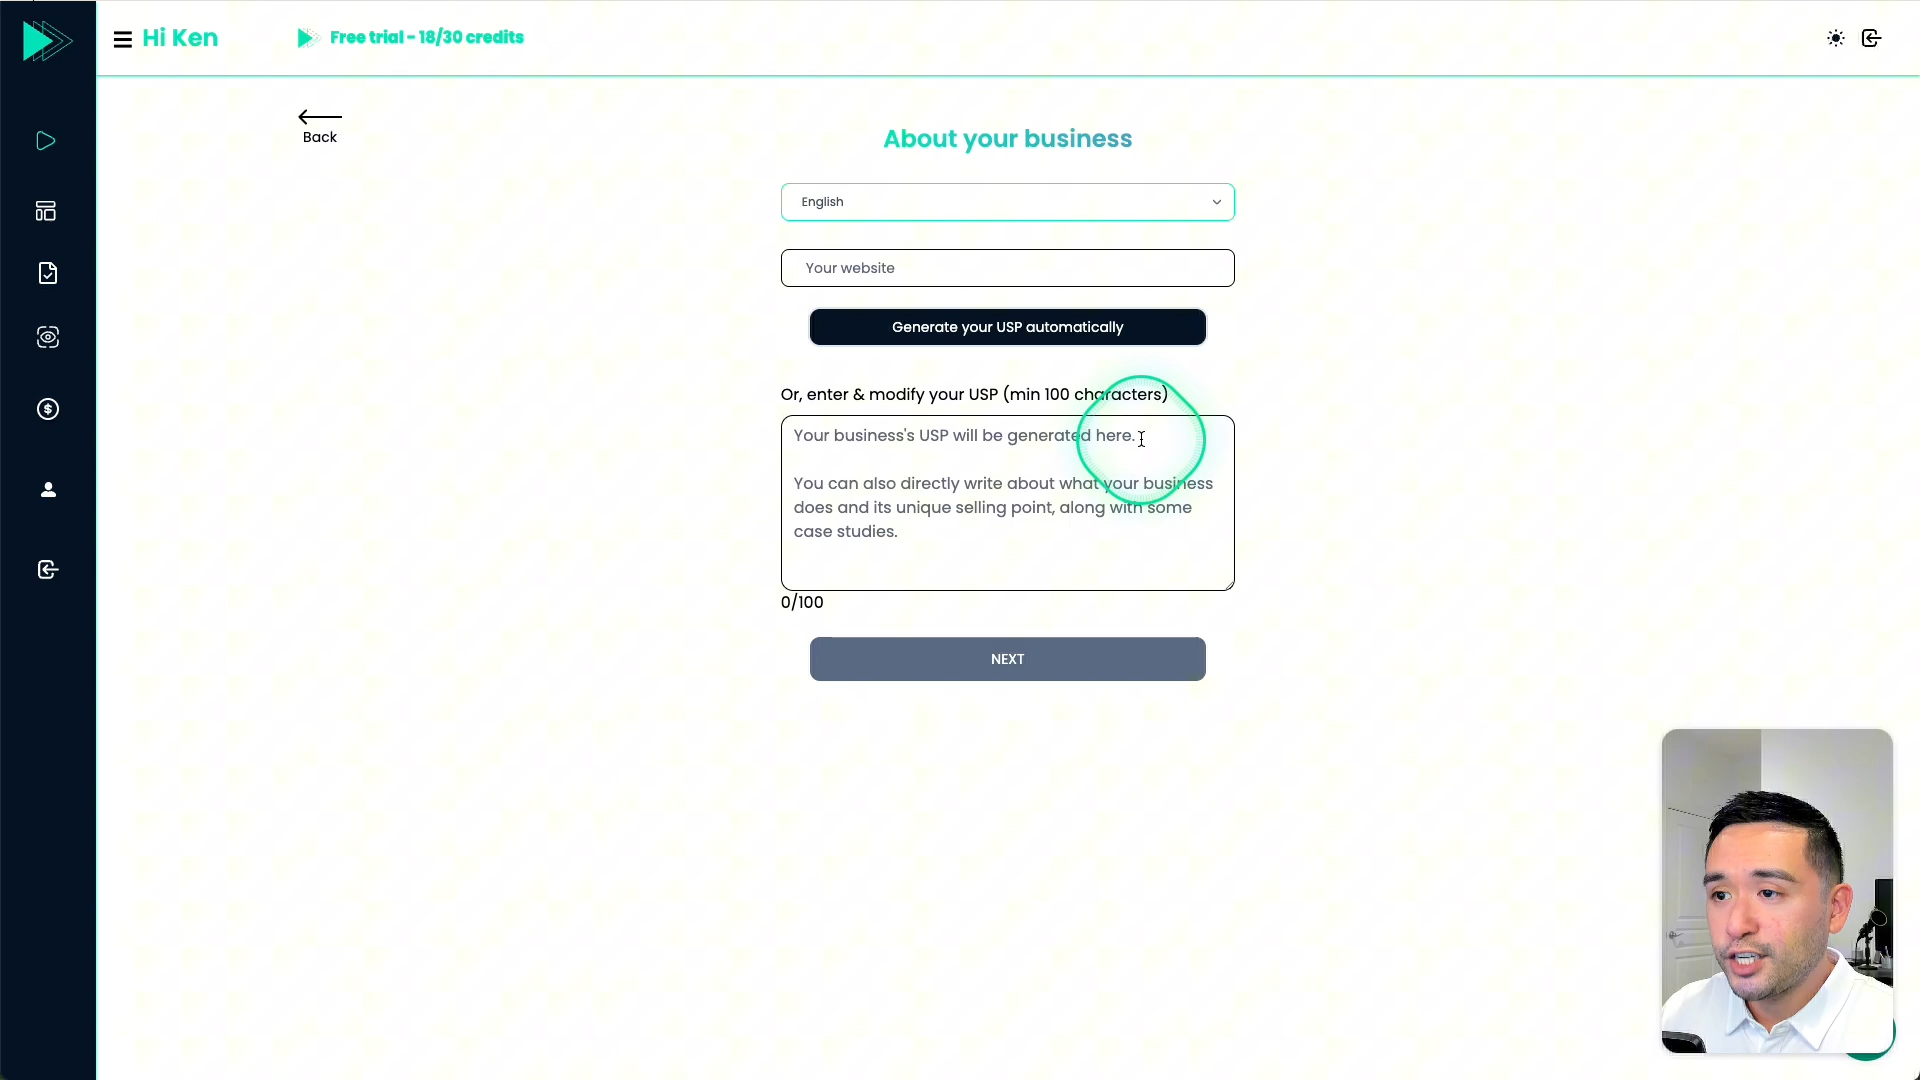 Hi Ken
Free trial - 18/30 credits
Back
About your business
English
Your website
Generate your USP automatically
Or, enter & modify your USP (min 100 characters)
Your business's USP will be generated here.
You can also directly write about what your business
does and its unique selling point, along with some
case studies.
0/100
NEXT